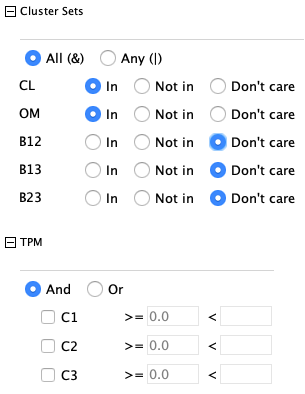 Cluster Sets
All (&) Any (|)
CL In Not in Don't care
OM In Not in Don't care
B12 In Not in Don't care
B13 In Not in Don't care
B23 In Not in Don't care
TPM
And Or
C1 >= 0.0 <
C2 >= 0.0 <
C3 >= 0.0 <